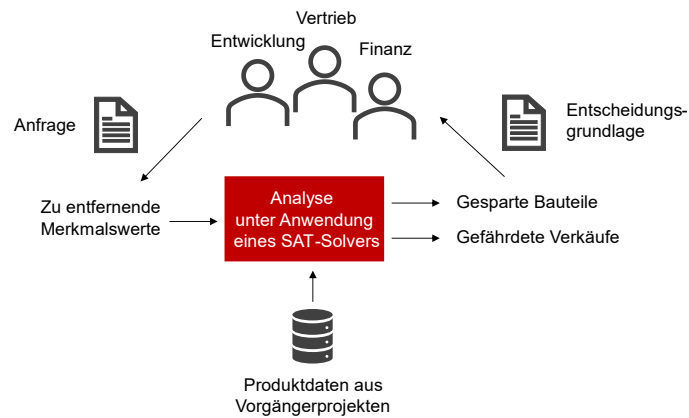 Vertrieb
Entwicklung
Finanz
Anfrage
Entscheidungs-
grundlage
Zu entfernende
Merkmalswerte
Analyse
unter Anwendung
eines SAT-Solvers
Gesparte Bauteile
Gefährdete Verkäufe
Produktdaten aus
Vorgängerprojekten